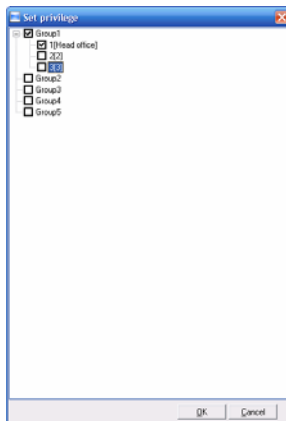 Set privilege
Group1
1[Head office]
2[2]
3[3]
Group2
Group3
Group4
Group5
OK
Cancel